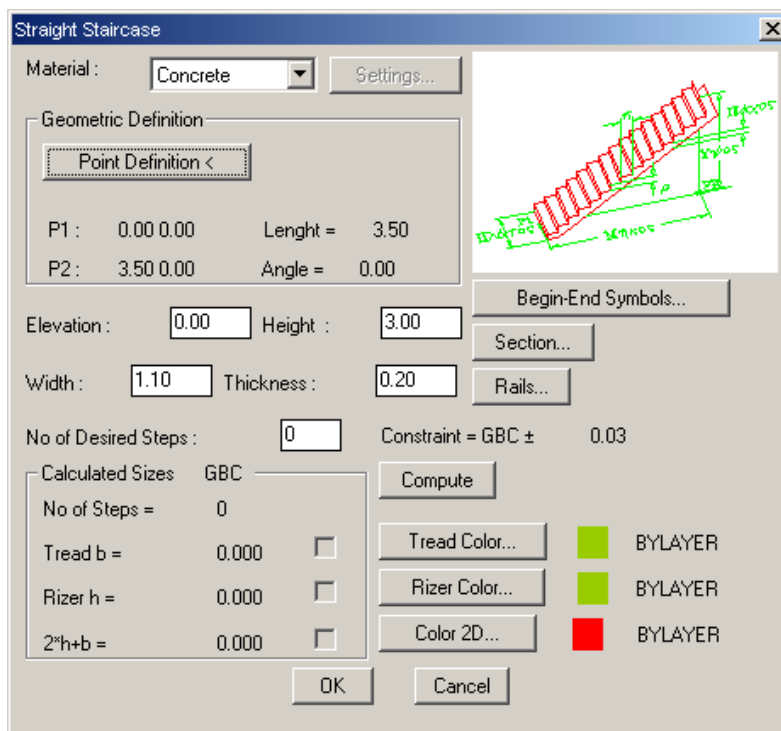 Straight Staircase
Material :
Concrete
Settings...
Geometric Definition
Point Definition <
P1 : 0.00 0.00 Lenght = 3.50
P2 : 3.50 0.00 Angle = 0.00
Begin-End Symbols...
Elevation : 0.00 Height : 3.00
Section...
Width : 1.10 Thickness : 0.20
Rails...
No of Desired Steps : 0 Constraint = GBC ± 0.03
Calculated Sizes GBC
Compute
No of Steps = 0
Tread b = 0.000
Tread Color... BYLAYER
Rizer h = 0.000
Rizer Color... BYLAYER
2*h+b = 0.000
Color 2D... BYLAYER
OK Cancel